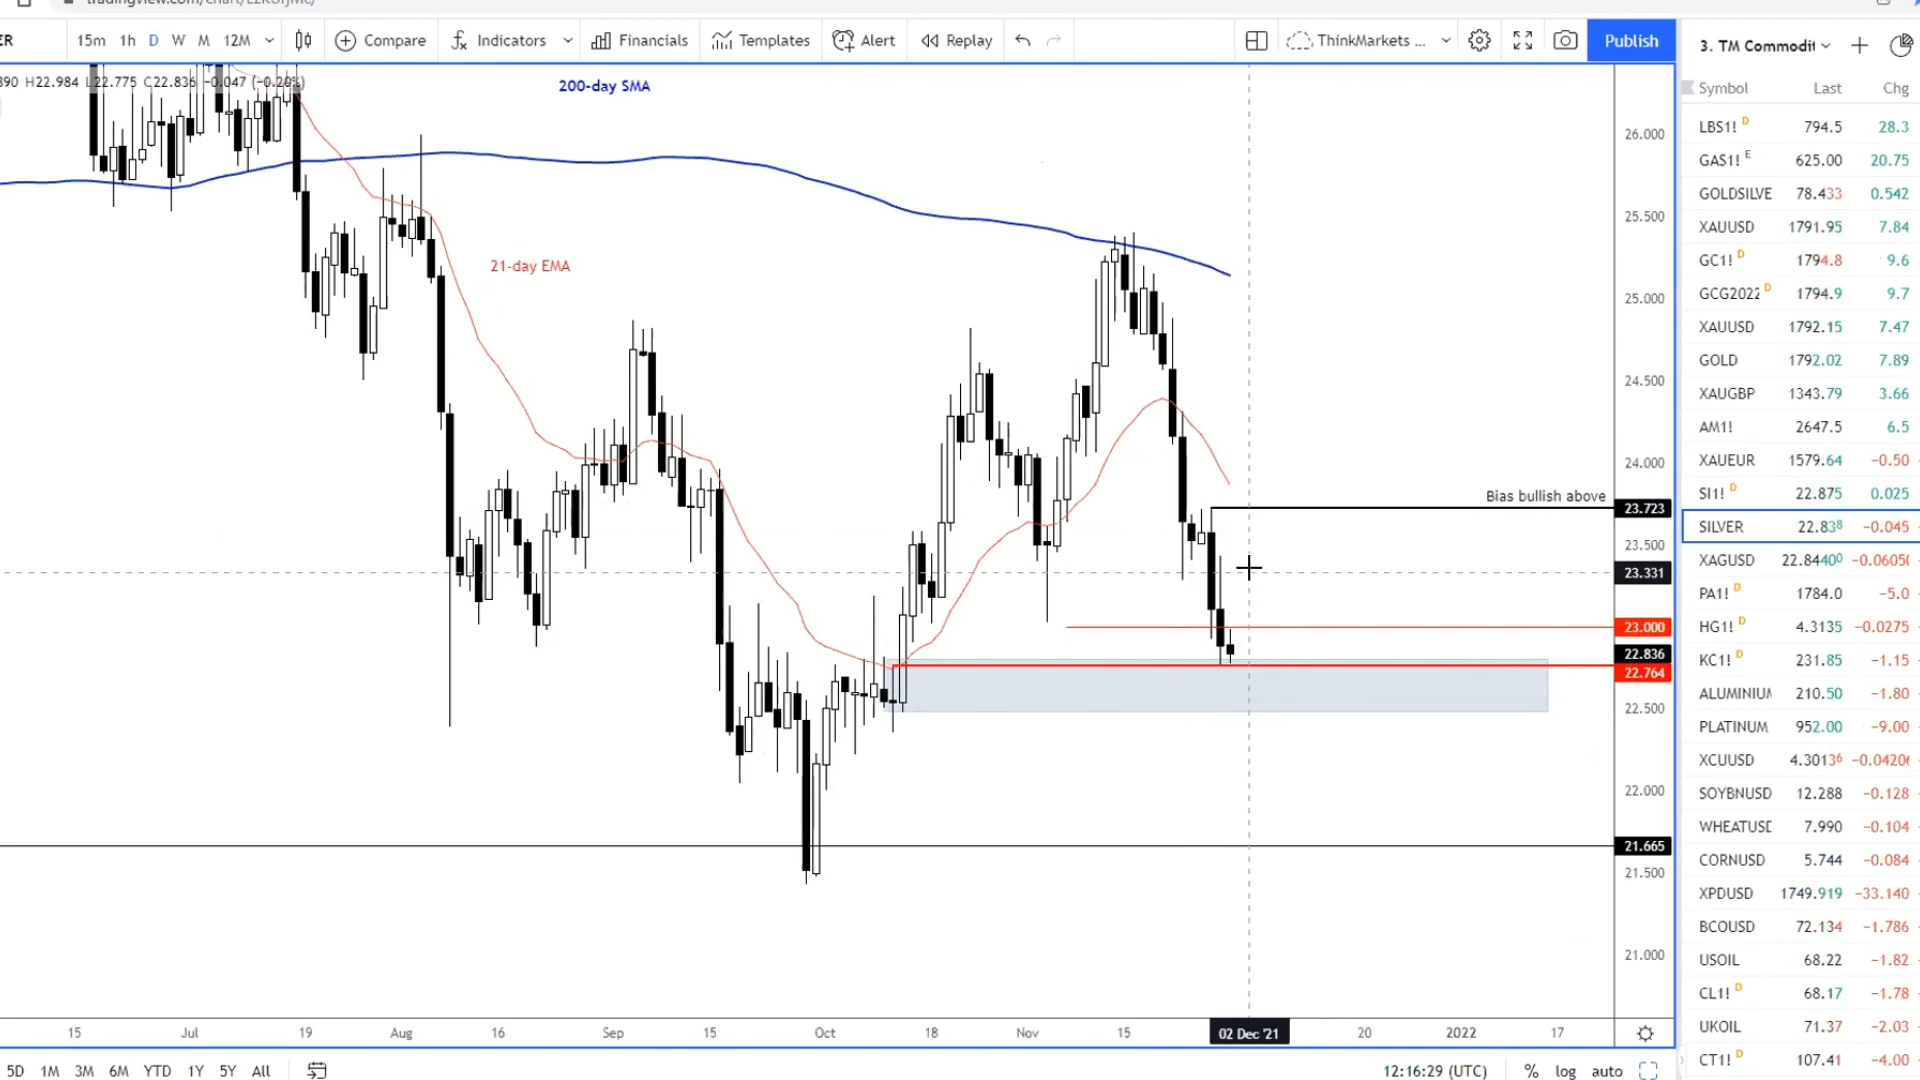 tradingview.com/chart/
ER 15m 1h D W M 12M Compare Indicators Financials Templates Alert Replay ThinkMarkets ... Publish 3. TM Commodit
890 H22.984 L22.775 C22.836 −0.047 (−0.20%)
200-day SMA
21-day EMA
Bias bullish above
26.000
25.500
25.000
24.500
24.000
23.723
23.500
23.331
23.000
22.836
22.764
22.500
22.000
21.665
21.500
21.000
15 Jul 19 Aug 16 Sep 15 Oct 18 Nov 15 02 Dec '21 20 2022 17
5D 1M 3M 6M YTD 1Y 5Y All 12:16:29 (UTC) % log auto
Symbol Last Chg
LBS1! D 794.5 28.3
GAS1! E 625.00 20.75
GOLDSILVE 78.433 0.542
XAUUSD 1791.95 7.84
GC1! D 1794.8 9.6
GCG2022 D 1794.9 9.7
XAUUSD 1792.15 7.47
GOLD 1792.02 7.89
XAUGBP 1343.79 3.66
AM1! 2647.5 6.5
XAUEUR 1579.64 −0.50
SI1! D 22.875 0.025
SILVER 22.838 −0.045
XAGUSD 22.84400 −0.0605
PA1! D 1784.0 −5.0
HG1! D 4.3135 −0.0275
KC1! D 231.85 −1.15
ALUMINIUM 210.50 −1.80
PLATINUM 952.00 −9.00
XCUUSD 4.30136 −0.0420
SOYBNUSD 12.288 −0.128
WHEATUSD 7.990 −0.104
CORNUSD 5.744 −0.084
XPDUSD 1749.919 −33.140
BCOUSD 72.134 −1.786
USOIL 68.22 −1.82
CL1! D 68.17 −1.78
UKOIL 71.37 −2.03
CT1! D 107.41 −4.00